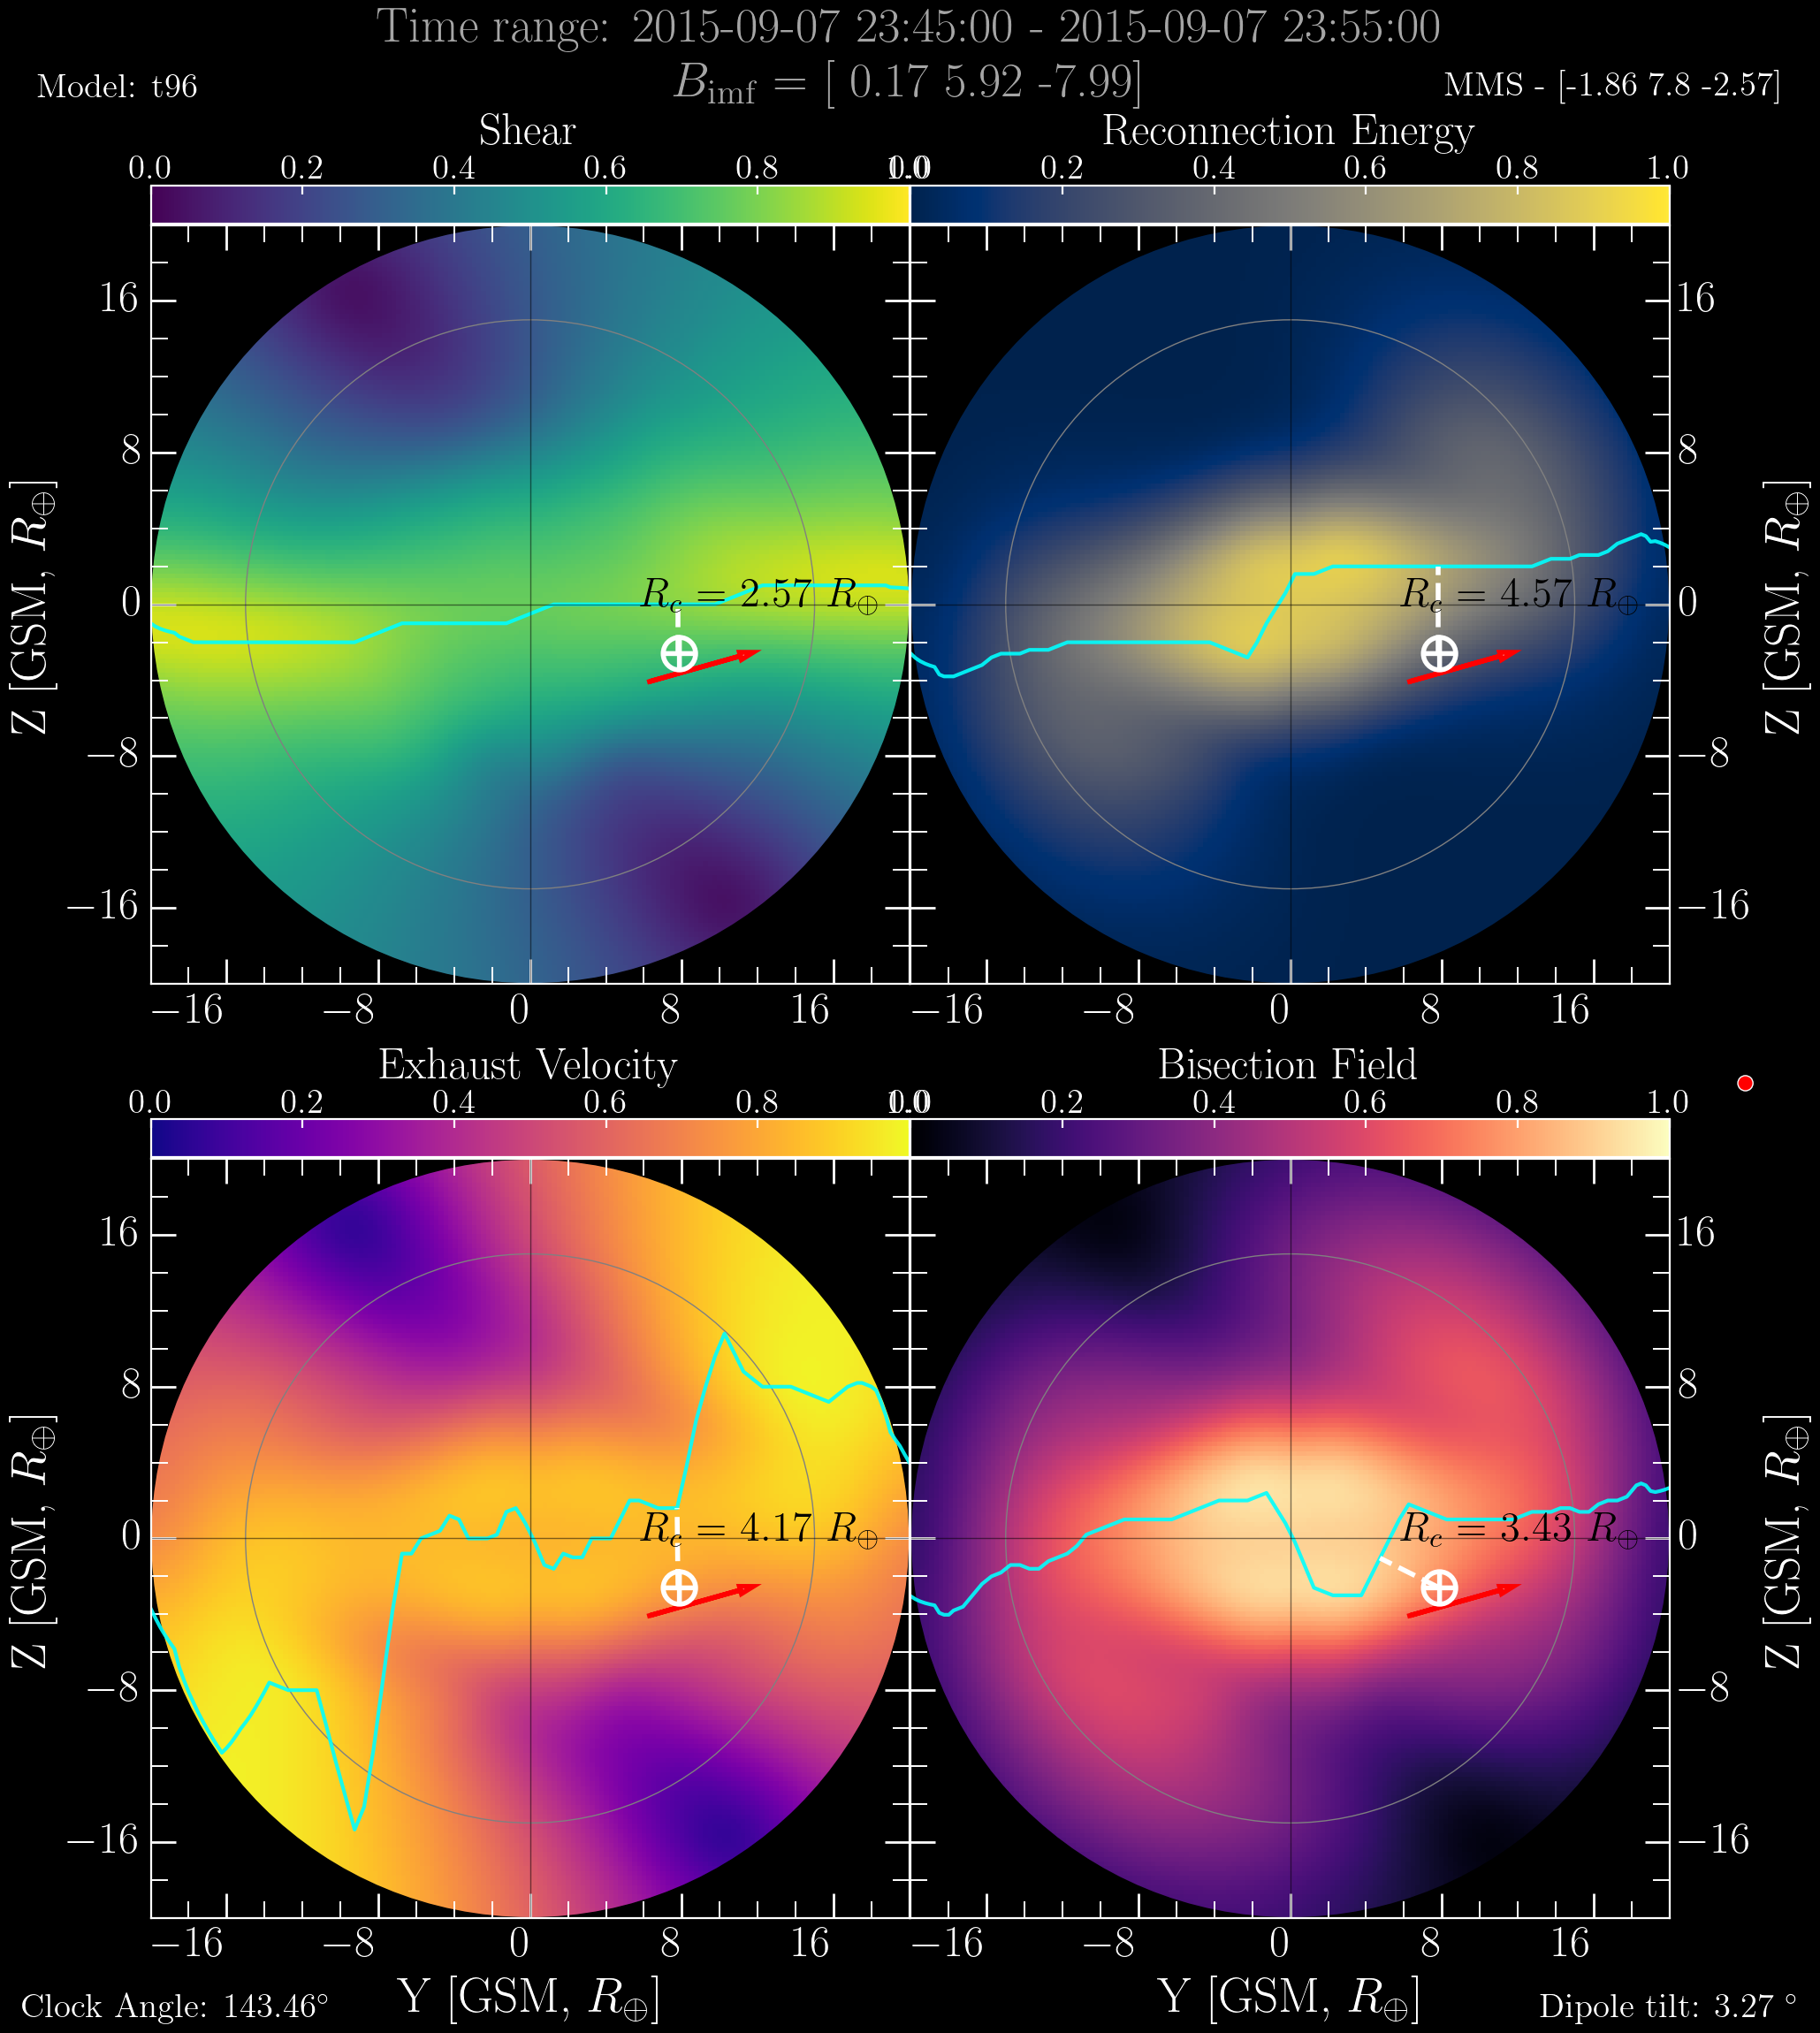 Time range: 2015-09-07 23:45:00 - 2015-09-07 23:55:00
Model: t96
B_imf = [ 0.17 5.92 -7.99]
MMS - [-1.86 7.8 -2.57]
Shear
Reconnection Energy
0.0 0.2 0.4 0.6 0.8 1.0
0.0 0.2 0.4 0.6 0.8 1.0
16
8
0
−8
−16
Z [GSM, R⊕]
R_c = 2.57 R⊕
R_c = 4.57 R⊕
16
8
0
−8
−16
Z [GSM, R⊕]
−16 −8 0 8 16
−16 −8 0 8 16
Exhaust Velocity
Bisection Field
0.0 0.2 0.4 0.6 0.8 1.0
0.0 0.2 0.4 0.6 0.8 1.0
16
8
0
−8
−16
Z [GSM, R⊕]
R_c = 4.17 R⊕
R_c = 3.43 R⊕
16
8
0
−8
−16
Z [GSM, R⊕]
−16 −8 0 8 16
−16 −8 0 8 16
Y [GSM, R⊕]
Y [GSM, R⊕]
Clock Angle: 143.46°
Dipole tilt: 3.27 °